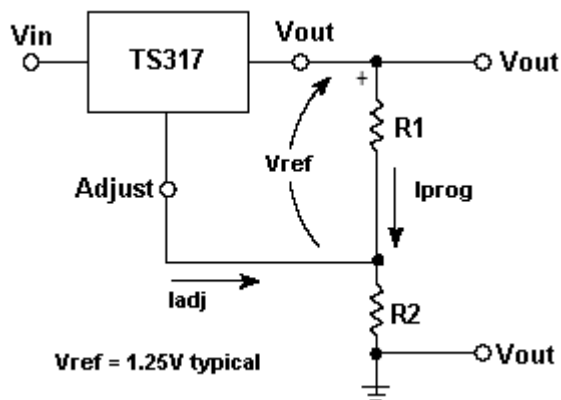 Vin
TS317
Vout
Vout
+
R1
Vref
Iprog
Adjust
Iadj
R2
Vout
Vref = 1.25V typical